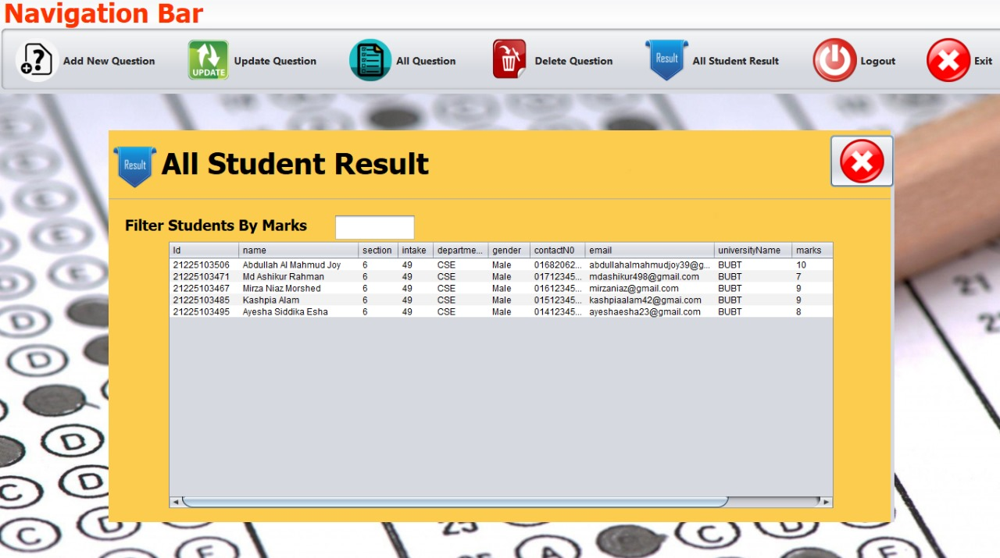 Navigation Bar
Add New Question UPDATE Update Question All Question Delete Question Result All Student Result Logout Exit
Result All Student Result
Filter Students By Marks
Id name section intake departme... gender contactN0 email universityName marks
21225103506 Abdullah Al Mahmud Joy 6 49 CSE Male 01682062... abdullahalmahmudjoy39@g... BUBT 10
21225103471 Md Ashikur Rahman 6 49 CSE Male 01712345... mdashikur498@gmail.com BUBT 7
21225103467 Mirza Niaz Morshed 6 49 CSE Male 01612345... mirzaniaz@gmail.com BUBT 9
21225103485 Kashpia Alam 6 49 CSE Male 01512345... kashpiaalam42@gmai.com BUBT 9
21225103495 Ayesha Siddika Esha 6 49 CSE Male 01412345... ayeshaesha23@gmail.com BUBT 8